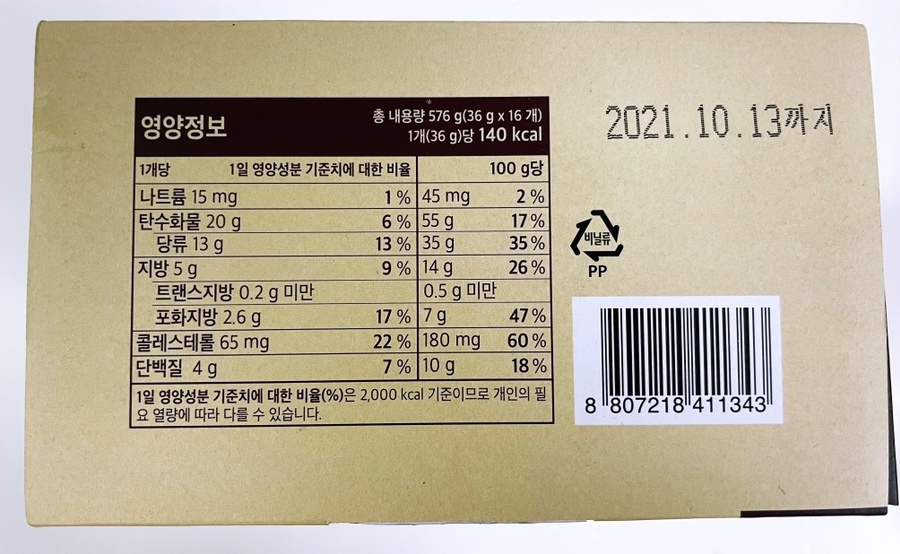 영양정보
총 내용량 576 g(36 g x 16 개)
1개(36 g)당 140 kcal
1개당 1일 영양성분 기준치에 대한 비율 100 g당
나트륨 15 mg 1 % 45 mg 2 %
탄수화물 20 g 6 % 55 g 17 %
당류 13 g 13 % 35 g 35 %
지방 5 g 9 % 14 g 26 %
트랜스지방 0.2 g 미만 0.5 g 미만
포화지방 2.6 g 17 % 7 g 47 %
콜레스테롤 65 mg 22 % 180 mg 60 %
단백질 4 g 7 % 10 g 18 %
1일 영양성분 기준치에 대한 비율(%)은 2,000 kcal 기준이므로 개인의 필
요 열량에 따라 다를 수 있습니다.
2021.10.13까지
비닐류
PP
8 807218 411343